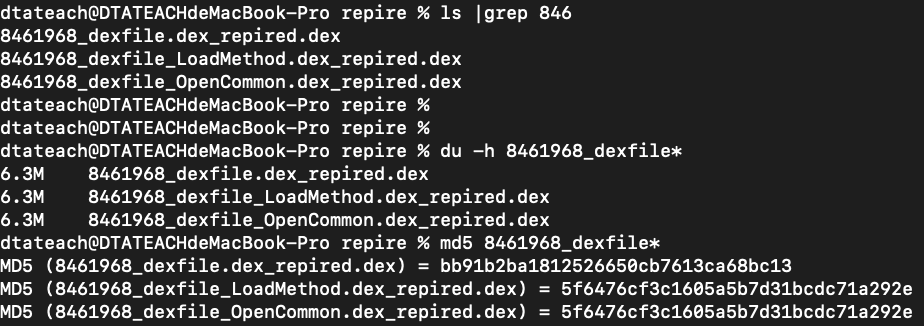 dtateach@DTATEACHdeMacBook-Pro repire % ls |grep 846
8461968_dexfile.dex_repired.dex
8461968_dexfile_LoadMethod.dex_repired.dex
8461968_dexfile_OpenCommon.dex_repired.dex
dtateach@DTATEACHdeMacBook-Pro repire %
dtateach@DTATEACHdeMacBook-Pro repire %
dtateach@DTATEACHdeMacBook-Pro repire % du -h 8461968_dexfile*
6.3M    8461968_dexfile.dex_repired.dex
6.3M    8461968_dexfile_LoadMethod.dex_repired.dex
6.3M    8461968_dexfile_OpenCommon.dex_repired.dex
dtateach@DTATEACHdeMacBook-Pro repire % md5 8461968_dexfile*
MD5 (8461968_dexfile.dex_repired.dex) = bb91b2ba1812526650cb7613ca68bc13
MD5 (8461968_dexfile_LoadMethod.dex_repired.dex) = 5f6476cf3c1605a5b7d31bcdc71a292e
MD5 (8461968_dexfile_OpenCommon.dex_repired.dex) = 5f6476cf3c1605a5b7d31bcdc71a292e